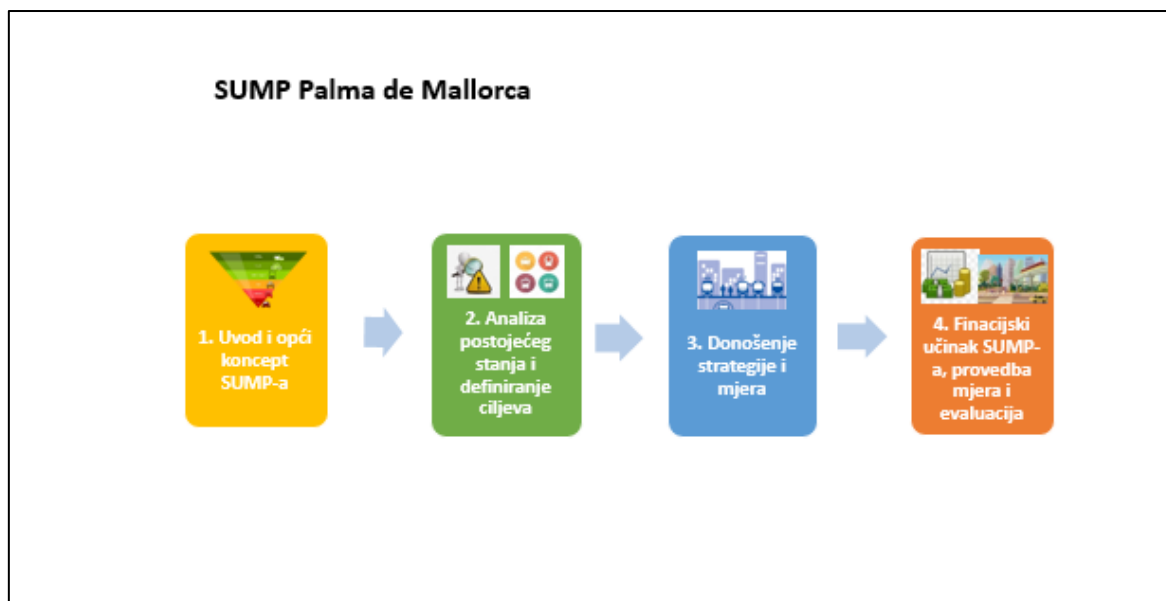 SUMP Palma de Mallorca
1. Uvod i opći
koncept
SUMP-a
2. Analiza
postojećeg
stanja i
definiranje
ciljeva
3. Donošenje
strategije i
mjera
4. Finacijski
učinak SUMP-
a, provedba
mjera i
evaluacija